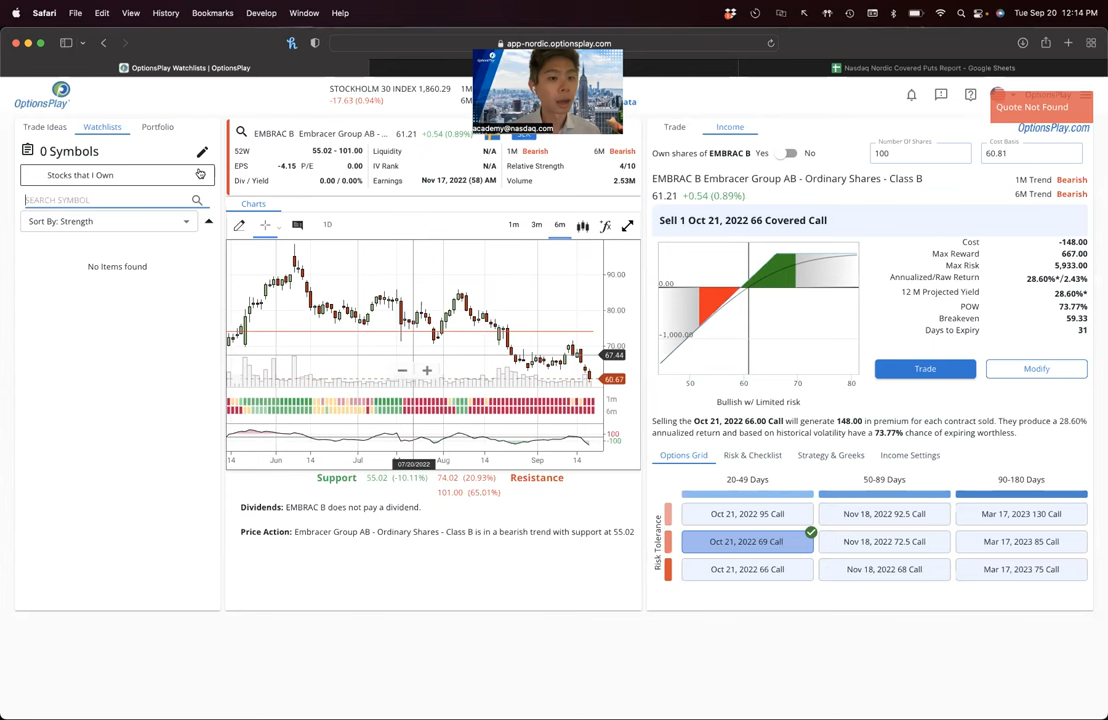 Safari File Edit View History Bookmarks Develop Window Help Tue Sep 20 12:14 PM
app-nordic.optionsplay.com
OptionsPlay Watchlists | OptionsPlay
Nasdaq Nordic Covered Puts Report - Google Sheets
OptionsPlay
STOCKHOLM 30 INDEX 1,860.29 1M
-17.63 (0.94%) 6M
academy@nasdaq.com
Quote Not Found
OptionsPlay.com
Trade Ideas Watchlists Portfolio
0 Symbols
Stocks that I Own
SEARCH SYMBOL
Sort By: Strength
No Items found
EMBRAC B Embracer Group AB - ... 61.21 +0.54 (0.89%)
52W 55.02 - 101.00 Liquidity N/A 1M Bearish 6M Bearish
EPS -4.15 P/E 0.00 IV Rank N/A Relative Strength 4/10
Div / Yield 0.00 / 0.00% Earnings Nov 17, 2022 (58) AM Volume 2.53M
Charts
1D 1m 3m 6m
90.00
80.00
70.00
67.44
60.67
1m
6m
100
-100
14 Jun 14 Jul Aug 14 Sep 14
07/20/2022
Support 55.02 (-10.11%) 74.02 (20.93%) Resistance
101.00 (65.01%)
Dividends: EMBRAC B does not pay a dividend.
Price Action: Embracer Group AB - Ordinary Shares - Class B is in a bearish trend with support at 55.02
Trade Income
Own shares of EMBRAC B Yes No
Number Of Shares
100
Cost Basis
60.81
EMBRAC B Embracer Group AB - Ordinary Shares - Class B
1M Trend Bearish
61.21 +0.54 (0.89%)
6M Trend Bearish
Sell 1 Oct 21, 2022 66 Covered Call
0.00
-1,000.00
50 60 70 80
Bullish w/ Limited risk
Cost -148.00
Max Reward 667.00
Max Risk 5,933.00
Annualized/Raw Return 28.60%*/2.43%
12 M Projected Yield 28.60%*
POW 73.77%
Breakeven 59.33
Days to Expiry 31
Trade Modify
Selling the Oct 21, 2022 66.00 Call will generate 148.00 in premium for each contract sold. They produce a 28.60%
annualized return and based on historical volatility have a 73.77% chance of expiring worthless.
Options Grid Risk & Checklist Strategy & Greeks Income Settings
20-49 Days 50-89 Days 90-180 Days
Risk Tolerance
Oct 21, 2022 95 Call Nov 18, 2022 92.5 Call Mar 17, 2023 130 Call
Oct 21, 2022 69 Call Nov 18, 2022 72.5 Call Mar 17, 2023 85 Call
Oct 21, 2022 66 Call Nov 18, 2022 68 Call Mar 17, 2023 75 Call